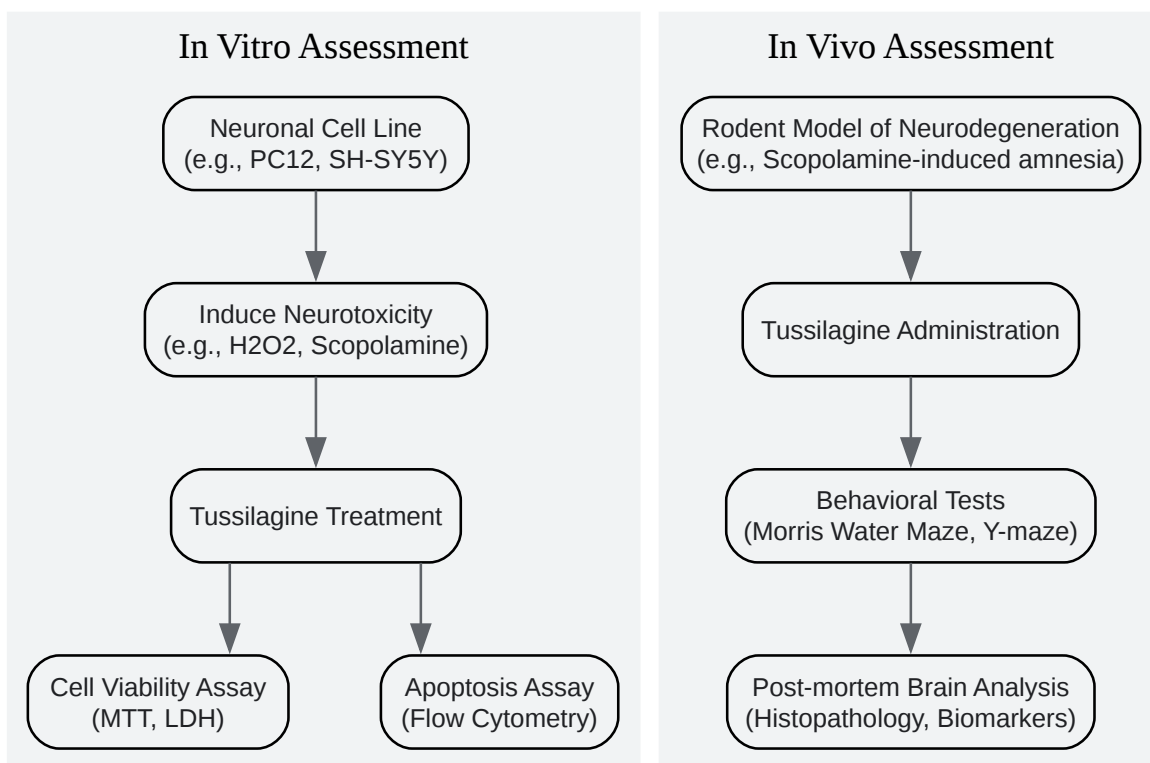 In Vitro Assessment
Neuronal Cell Line
(e.g., PC12, SH-SY5Y)
Induce Neurotoxicity
(e.g., H2O2, Scopolamine)
Tussilagine Treatment
Cell Viability Assay
(MTT, LDH)
Apoptosis Assay
(Flow Cytometry)
In Vivo Assessment
Rodent Model of Neurodegeneration
(e.g., Scopolamine-induced amnesia)
Tussilagine Administration
Behavioral Tests
(Morris Water Maze, Y-maze)
Post-mortem Brain Analysis
(Histopathology, Biomarkers)